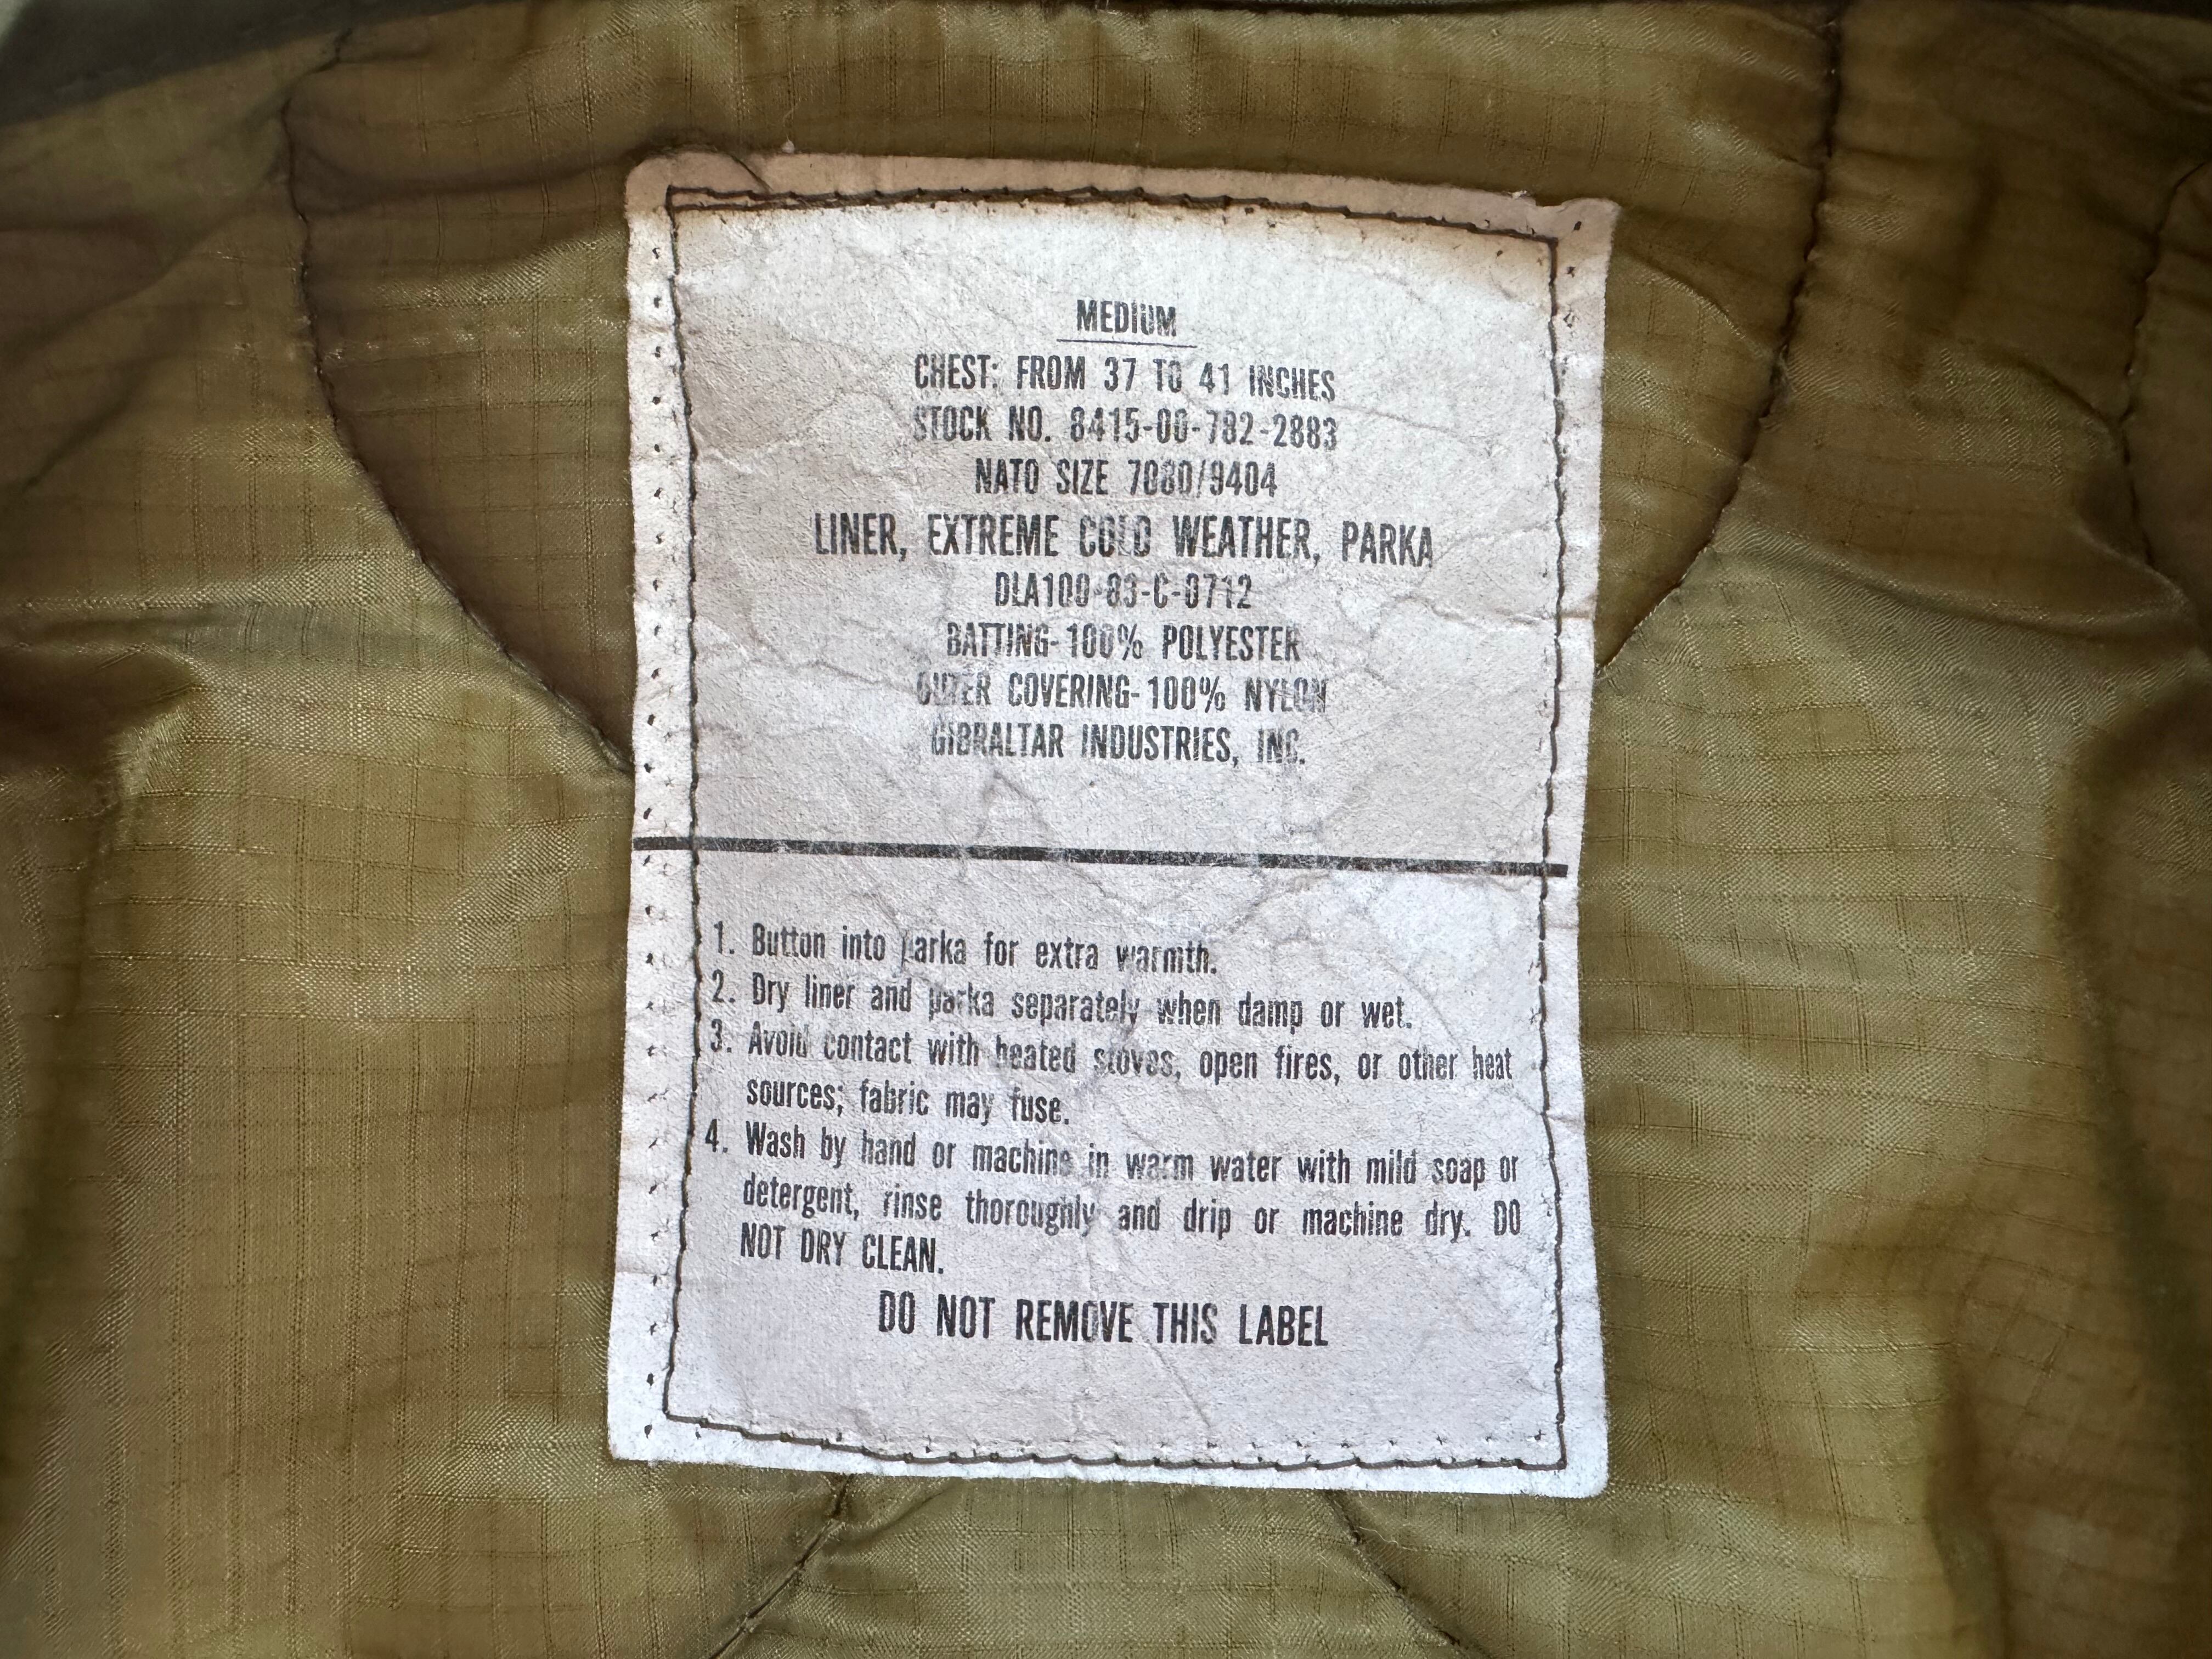 MEDIUM
CHEST: FROM 37 TO 41 INCHES
STOCK NO. 8415-00-782-2883
NATO SIZE 7080/9404
LINER, EXTREME COLD WEATHER, PARKA
DLA100-83-C-0712
BATTING-100% POLYESTER
OUTER COVERING-100% NYLON
GIBRALTAR INDUSTRIES, INC.
1. Button into parka for extra warmth.
2. Dry liner and parka separately when damp or wet.
3. Avoid contact with heated stoves, open fires, or other heat
sources; fabric may fuse.
4. Wash by hand or machine in warm water with mild soap or
detergent, rinse thoroughly and drip or machine dry. DO
NOT DRY CLEAN.
DO NOT REMOVE THIS LABEL